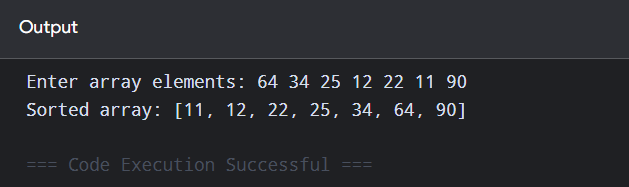 Output
Enter array elements: 64 34 25 12 22 11 90
Sorted array: [11, 12, 22, 25, 34, 64, 90]
=== Code Execution Successful ===